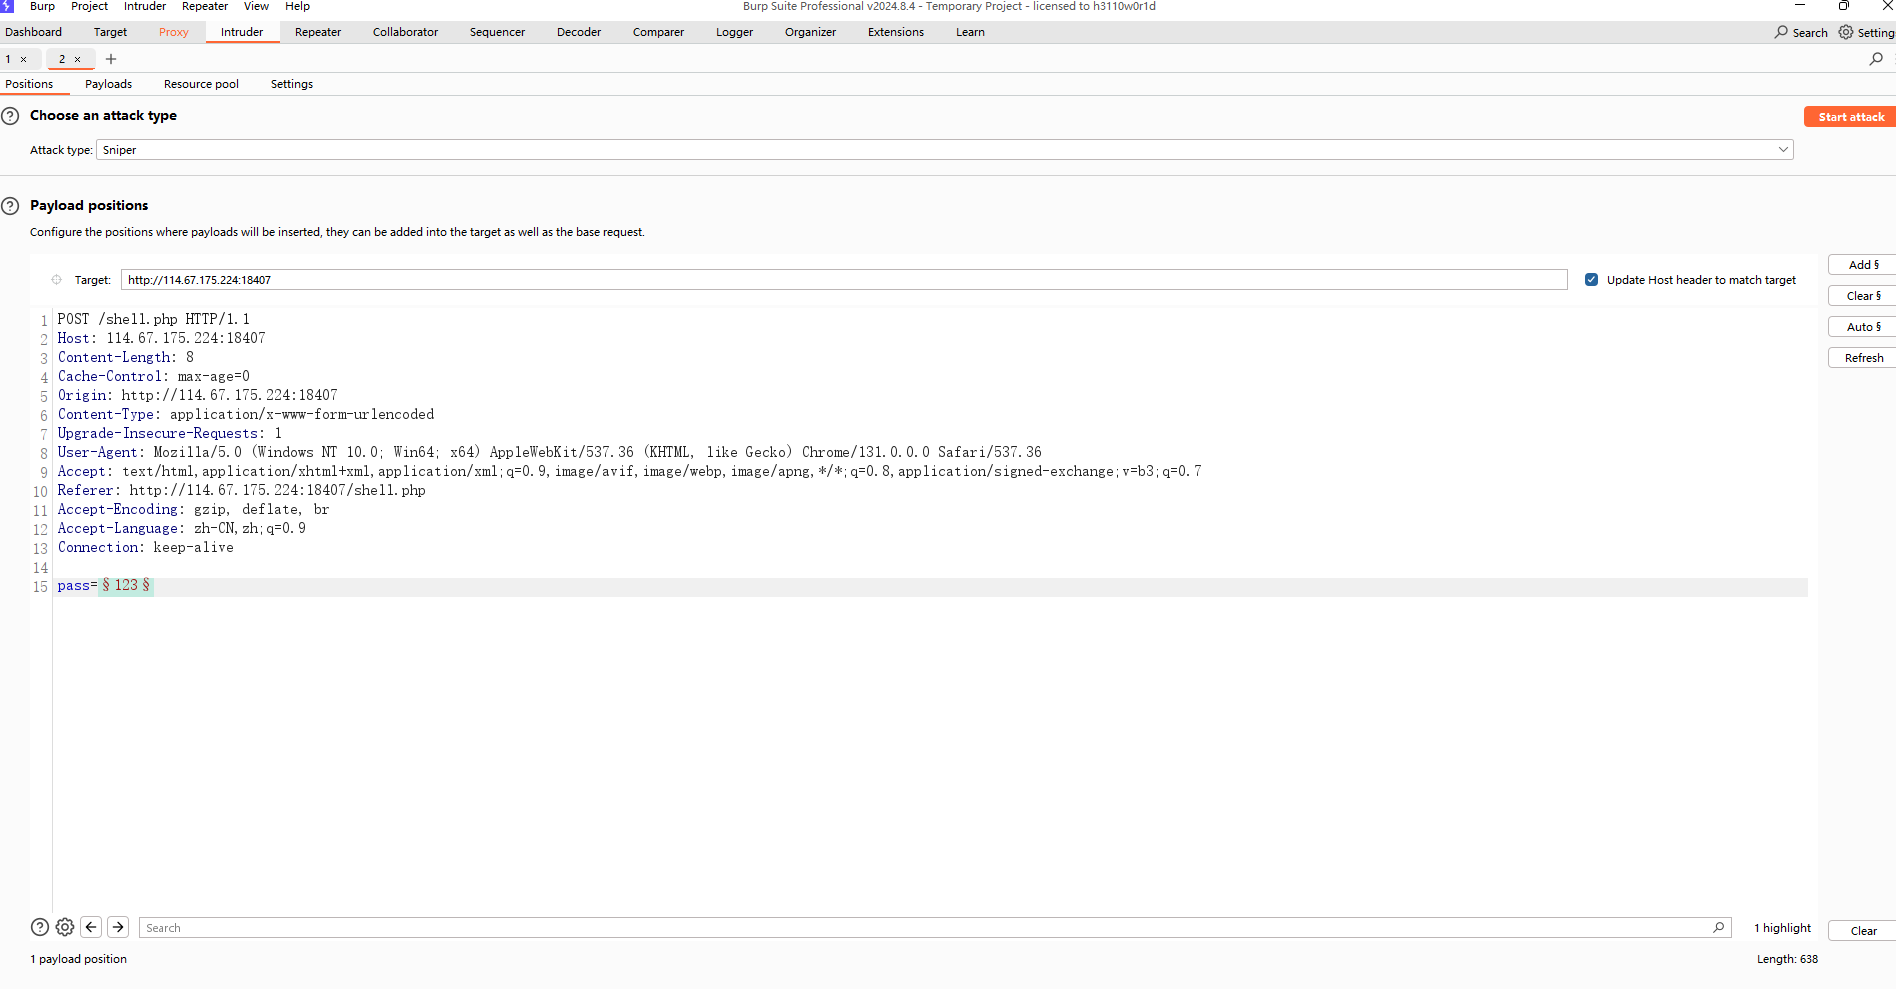 Burp Project Intruder Repeater View Help Burp Suite Professional v2024.8.4 - Temporary Project - licensed to h3110w0r1d
Dashboard Target Proxy Intruder Repeater Collaborator Sequencer Decoder Comparer Logger Organizer Extensions Learn Search Setting
1 × 2 × +
Positions Payloads Resource pool Settings
Choose an attack type Start attack
Attack type: Sniper
Payload positions
Configure the positions where payloads will be inserted, they can be added into the target as well as the base request.
Target: http://114.67.175.224:18407 Update Host header to match target
Add §
Clear §
Auto §
Refresh
1 POST /shell.php HTTP/1.1
2 Host: 114.67.175.224:18407
3 Content-Length: 8
4 Cache-Control: max-age=0
5 Origin: http://114.67.175.224:18407
6 Content-Type: application/x-www-form-urlencoded
7 Upgrade-Insecure-Requests: 1
8 User-Agent: Mozilla/5.0 (Windows NT 10.0; Win64; x64) AppleWebKit/537.36 (KHTML, like Gecko) Chrome/131.0.0.0 Safari/537.36
9 Accept: text/html,application/xhtml+xml,application/xml;q=0.9,image/avif,image/webp,image/apng,*/*;q=0.8,application/signed-exchange;v=b3;q=0.7
10 Referer: http://114.67.175.224:18407/shell.php
11 Accept-Encoding: gzip, deflate, br
12 Accept-Language: zh-CN,zh;q=0.9
13 Connection: keep-alive
14
15 pass=§123§
Search 1 highlight Clear
1 payload position Length: 638